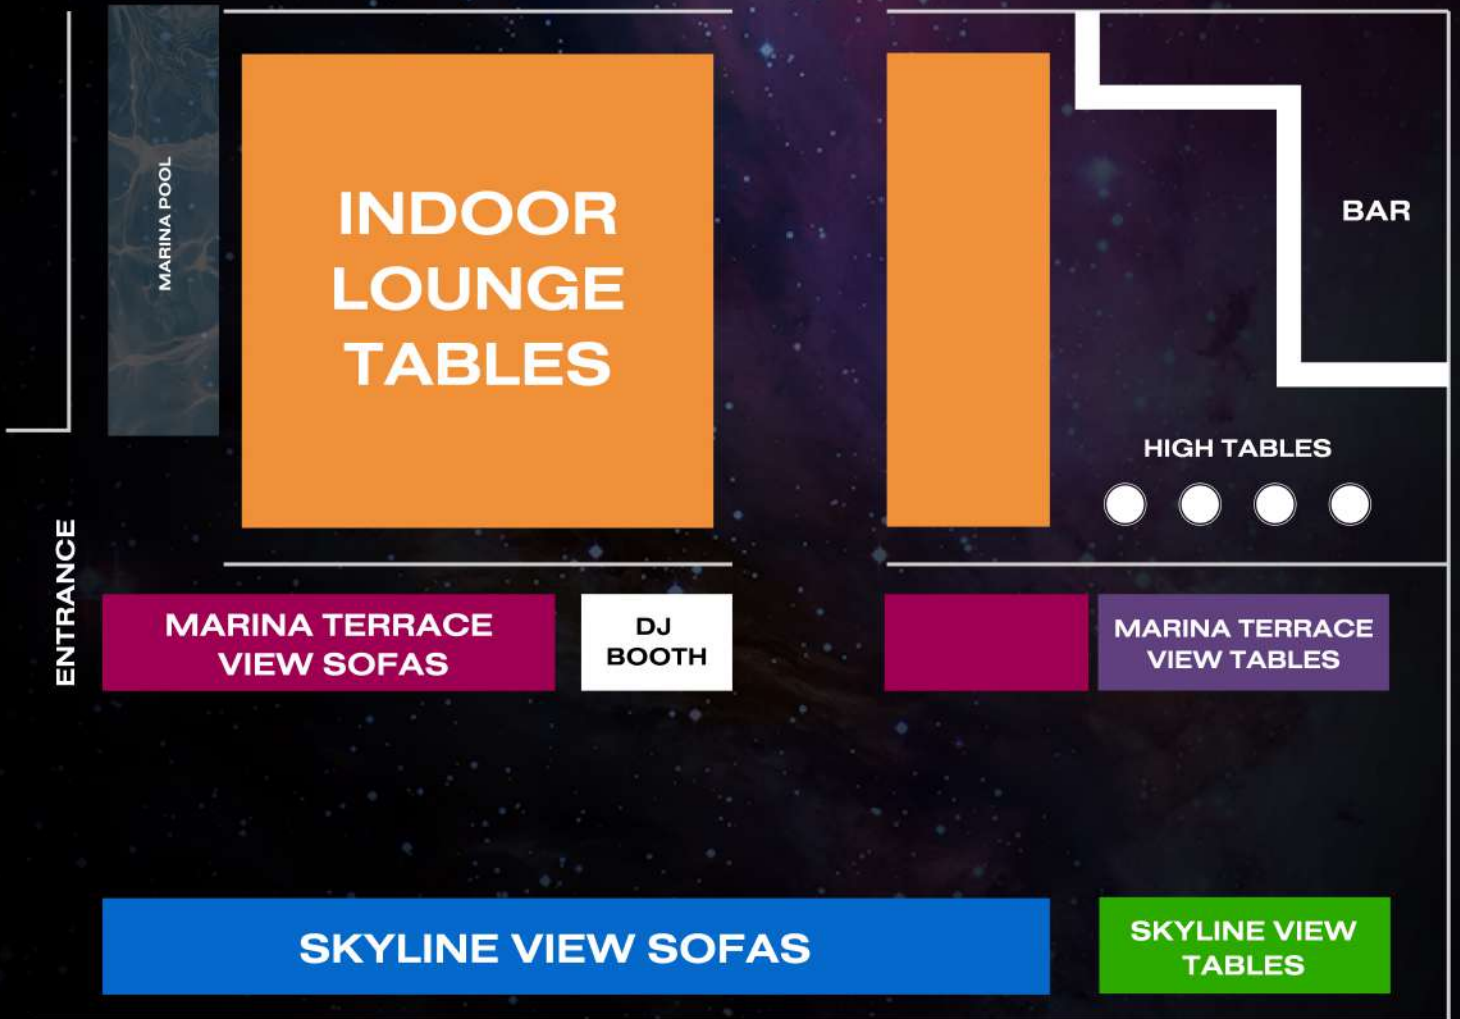 MARINA POOL
INDOOR
LOUNGE
TABLES
BAR
HIGH TABLES
ENTRANCE
MARINA TERRACE
VIEW SOFAS
DJ
BOOTH
MARINA TERRACE
VIEW TABLES
SKYLINE VIEW SOFAS
SKYLINE VIEW
TABLES